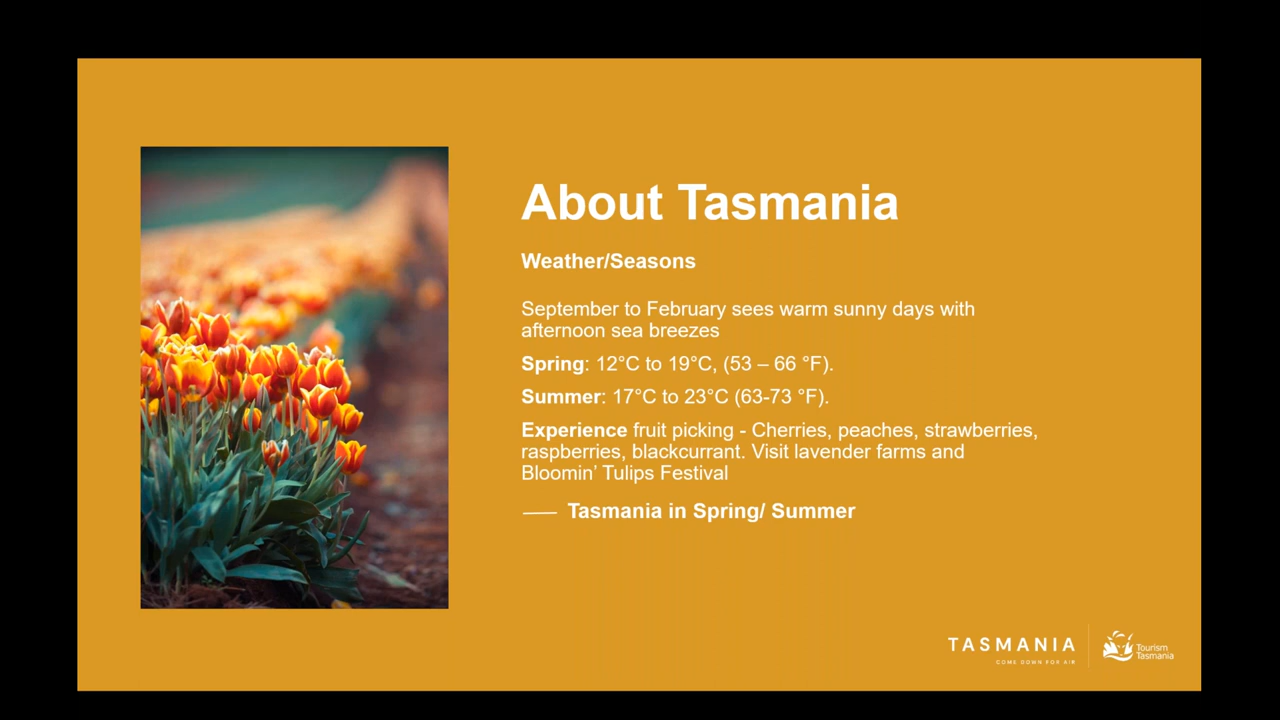 About Tasmania
Weather/Seasons
September to February sees warm sunny days with
afternoon sea breezes
Spring: 12°C to 19°C, (53 – 66 °F).
Summer: 17°C to 23°C (63-73 °F).
Experience fruit picking - Cherries, peaches, strawberries,
raspberries, blackcurrant. Visit lavender farms and
Bloomin’ Tulips Festival
Tasmania in Spring/ Summer
TASMANIA
COME DOWN FOR AIR
Tourism
Tasmania